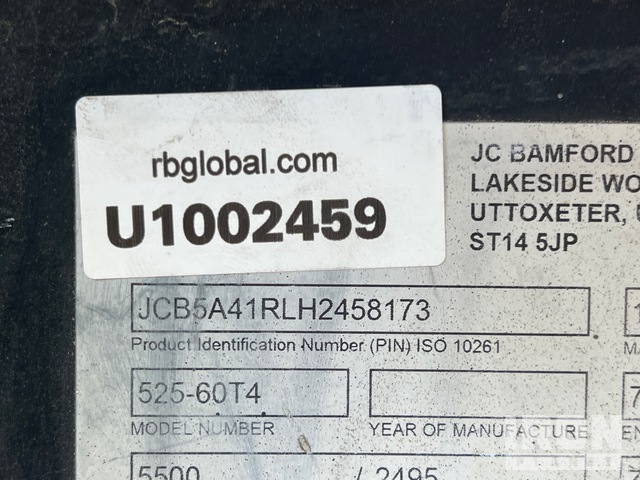 rbglobal.com
U1002459
JC BAMFORD
LAKESIDE WO
UTTOXETER,
ST14 5JP
JCB5A41RLH2458173
Product Identification Number (PIN) ISO 10261
525-60T4
MODEL NUMBER
YEAR OF MANUFACTURE
5500 / 2495